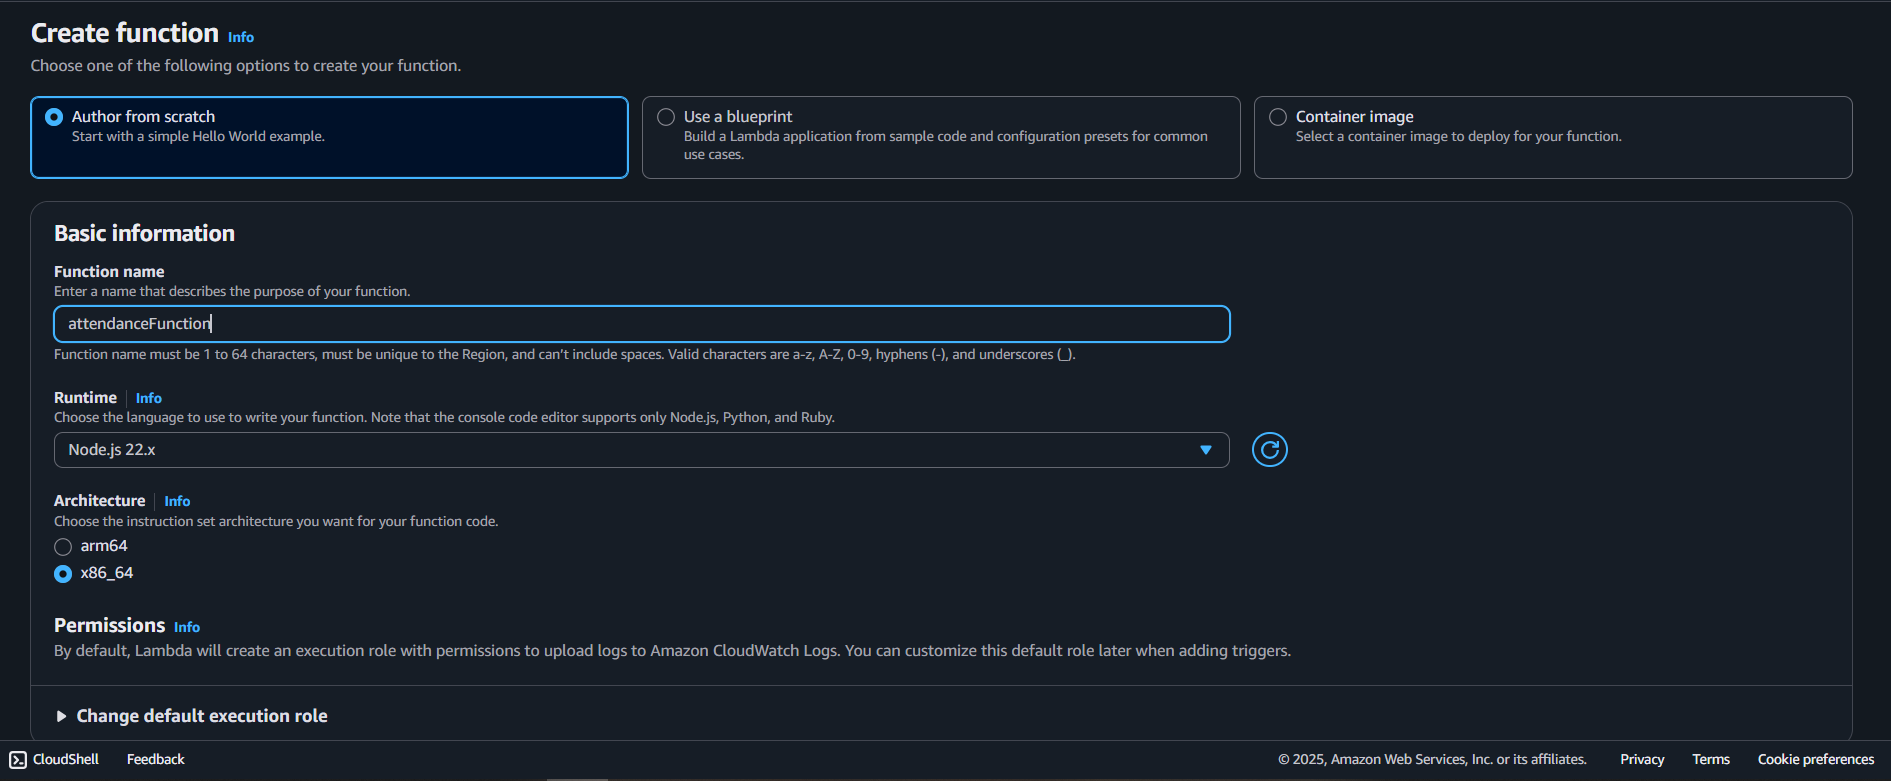 Create function Info
Choose one of the following options to create your function.
Author from scratch
Start with a simple Hello World example.
Use a blueprint
Build a Lambda application from sample code and configuration presets for common
use cases.
Container image
Select a container image to deploy for your function.
Basic information
Function name
Enter a name that describes the purpose of your function.
attendanceFunction
Function name must be 1 to 64 characters, must be unique to the Region, and can't include spaces. Valid characters are a-z, A-Z, 0-9, hyphens (-), and underscores (_).
Runtime Info
Choose the language to use to write your function. Note that the console code editor supports only Node.js, Python, and Ruby.
Node.js 22.x
Architecture Info
Choose the instruction set architecture you want for your function code.
arm64
x86_64
Permissions Info
By default, Lambda will create an execution role with permissions to upload logs to Amazon CloudWatch Logs. You can customize this default role later when adding triggers.
Change default execution role
CloudShell Feedback © 2025, Amazon Web Services, Inc. or its affiliates. Privacy Terms Cookie preferences